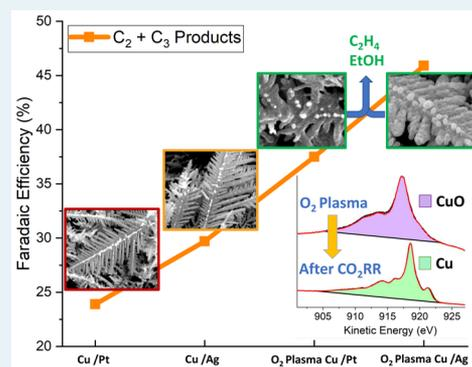 50
45
40
35
30
25
20
Faradaic Efficiency (%)
C₂ + C₃ Products
C₂H₄
EtOH
O₂ Plasma
After CO₂RR
CuO
Cu
905 910 915 920 925
Kinetic Energy (eV)
Cu /Pt
Cu /Ag
O₂ Plasma Cu /Pt
O₂ Plasma Cu /Ag